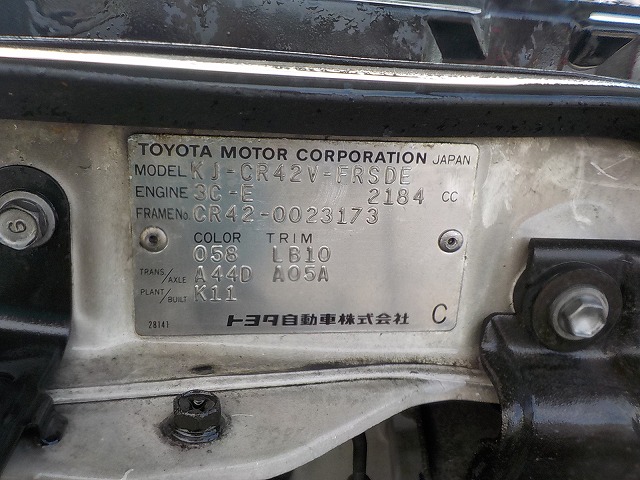 TOYOTA MOTOR CORPORATION JAPAN
MODEL KJ-CR42V-FRSDE
ENGINE 3C-E 2184 CC
FRAME No. CR42-0023173
COLOR TRIM
058 LB10
TRANS/AXLE A44D A05A
PLANT/BUILT K11
28141 トヨタ自動車株式会社 C